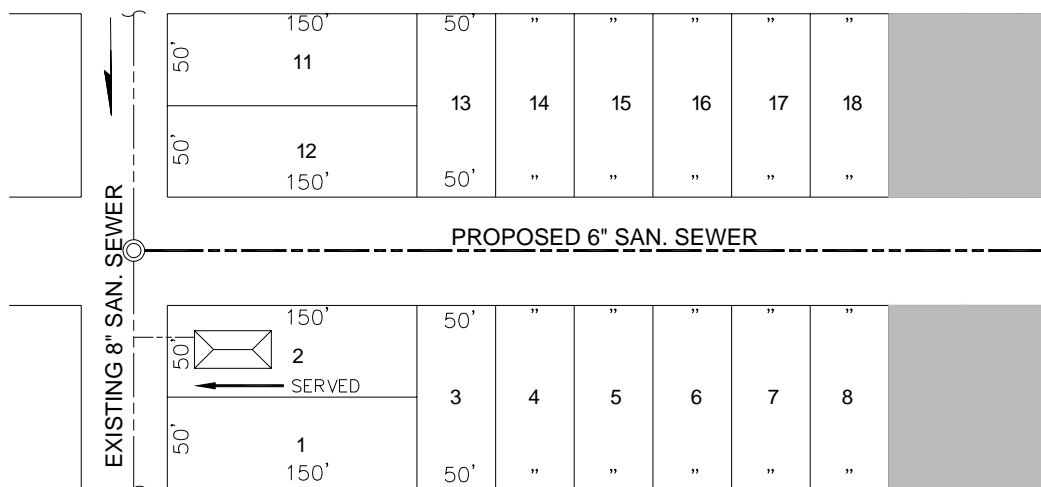 150' 50' " " " " "
50' 11
13 14 15 16 17 18
50' 12
150' 50' " " " " "
EXISTING 8" SAN. SEWER
PROPOSED 6" SAN. SEWER
150' 50' " " " " "
50' 2
SERVED
3 4 5 6 7 8
50' 1
150' 50' " " " " "